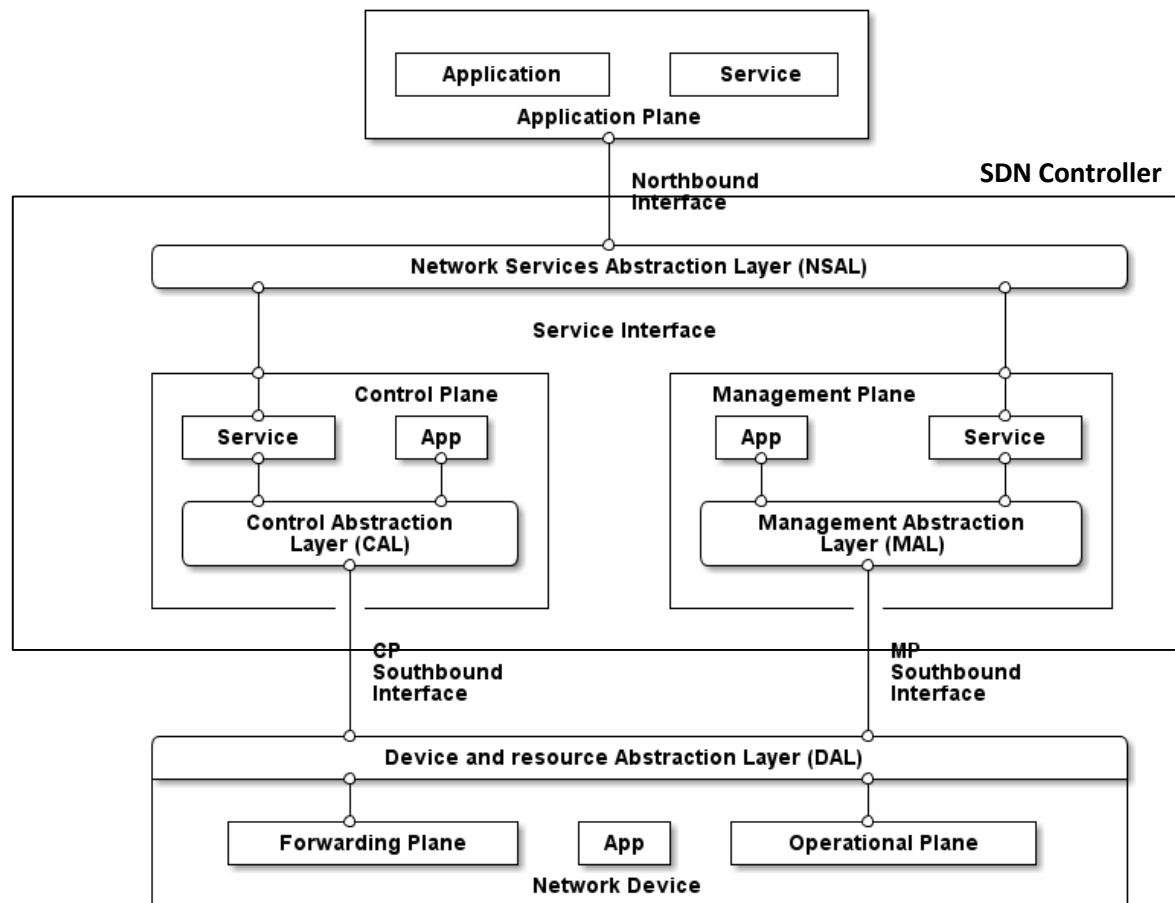 Application
Service
Application Plane
SDN Controller
Northbound
Interface
Network Services Abstraction Layer (NSAL)
Service Interface
Control Plane
Management Plane
Service
App
App
Service
Control Abstraction
Layer (CAL)
Management Abstraction
Layer (MAL)
CP
Southbound
Interface
MP
Southbound
Interface
Device and resource Abstraction Layer (DAL)
Forwarding Plane
App
Operational Plane
Network Device